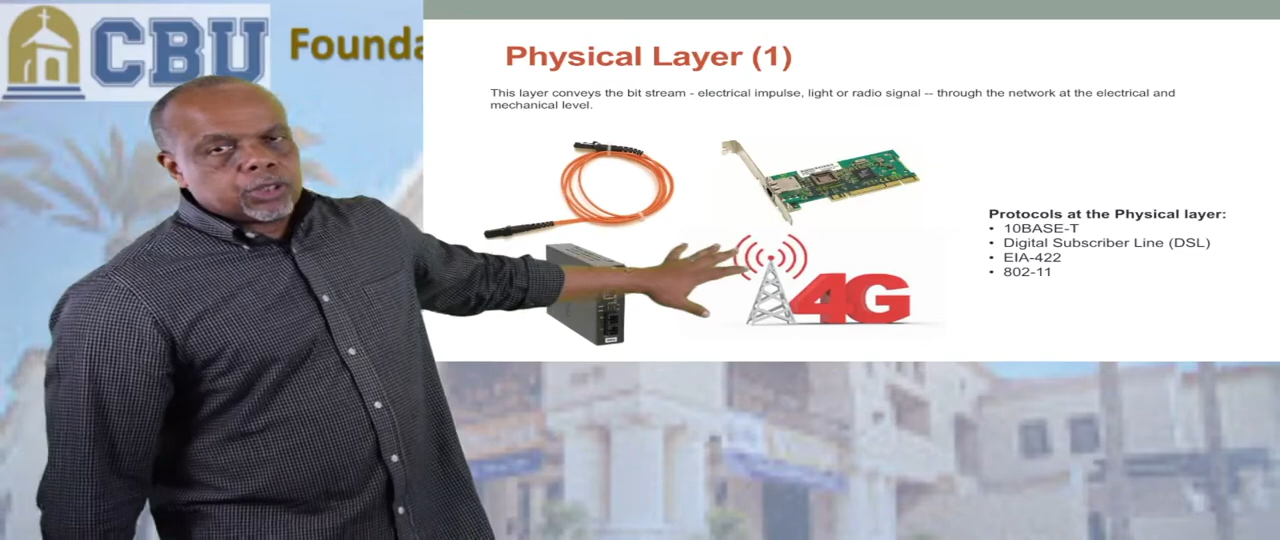 CBU
Founda
Physical Layer (1)
This layer conveys the bit stream - electrical impulse, light or radio signal -- through the network at the electrical and
mechanical level.
4G
Protocols at the Physical layer:
• 10BASE-T
• Digital Subscriber Line (DSL)
• EIA-422
• 802-11